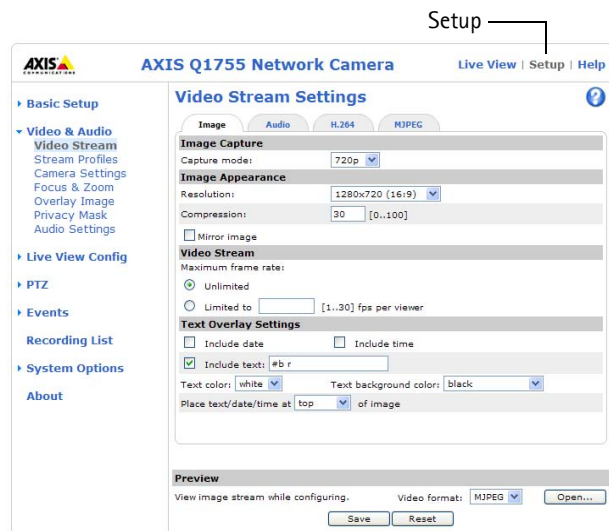 Setup
AXIS
COMMUNICATIONS
AXIS Q1755 Network Camera
Live View | Setup | Help
Basic Setup
Video & Audio
Video Stream
Stream Profiles
Camera Settings
Focus & Zoom
Overlay Image
Privacy Mask
Audio Settings
Live View Config
PTZ
Events
Recording List
System Options
About
Video Stream Settings
?
Image Audio H.264 MJPEG
Image Capture
Capture mode: 720p
Image Appearance
Resolution: 1280x720 (16:9)
Compression: 30 [0..100]
Mirror image
Video Stream
Maximum frame rate:
Unlimited
Limited to [1..30] fps per viewer
Text Overlay Settings
Include date Include time
Include text: #b r
Text color: white Text background color: black
Place text/date/time at top of image
Preview
View image stream while configuring. Video format: MJPEG Open...
Save Reset